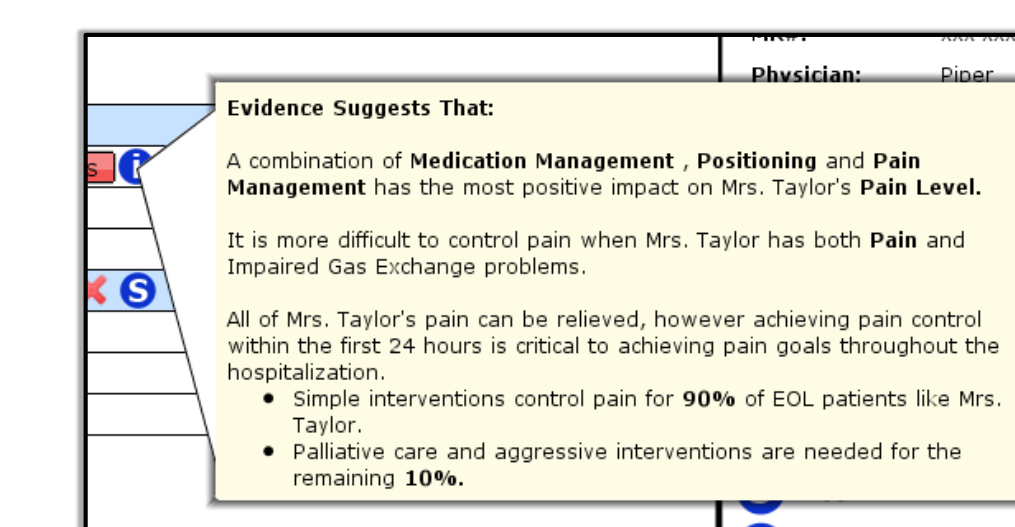 Physician: Piper
Evidence Suggests That:
A combination of Medication Management , Positioning and Pain
Management has the most positive impact on Mrs. Taylor's Pain Level.
It is more difficult to control pain when Mrs. Taylor has both Pain and
Impaired Gas Exchange problems.
All of Mrs. Taylor's pain can be relieved, however achieving pain control
within the first 24 hours is critical to achieving pain goals throughout the
hospitalization.
• Simple interventions control pain for 90% of EOL patients like Mrs.
Taylor.
• Palliative care and aggressive interventions are needed for the
remaining 10%.
s i
S